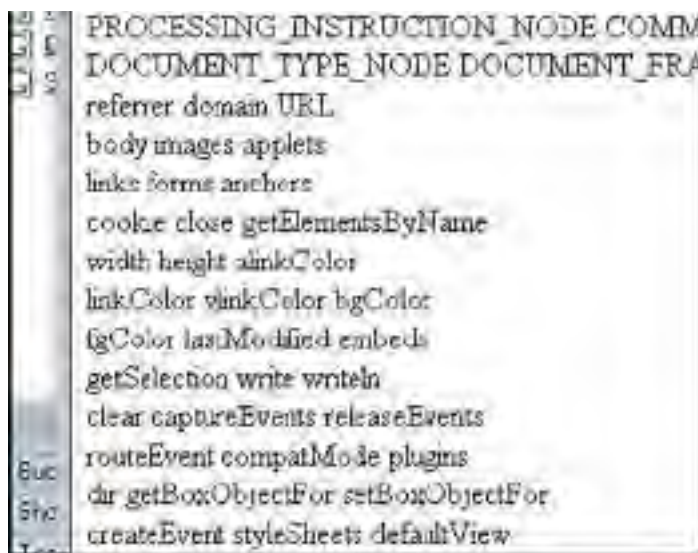 PROCESSING_INSTRUCTION_NODE COMM
DOCUMENT_TYPE_NODE DOCUMENT_FRA
referrer domain URL
body images applets
links forms anchors
cookie close getElementsByName
width height alinkColor
linkColor vlinkColor bgColor
fgColor lastModified embeds
getSelection write writeln
clear captureEvents releaseEvents
routeEvent compatMode plugins
dir getBoxObjectFor setBoxObjectFor
createEvent styleSheets defaultView